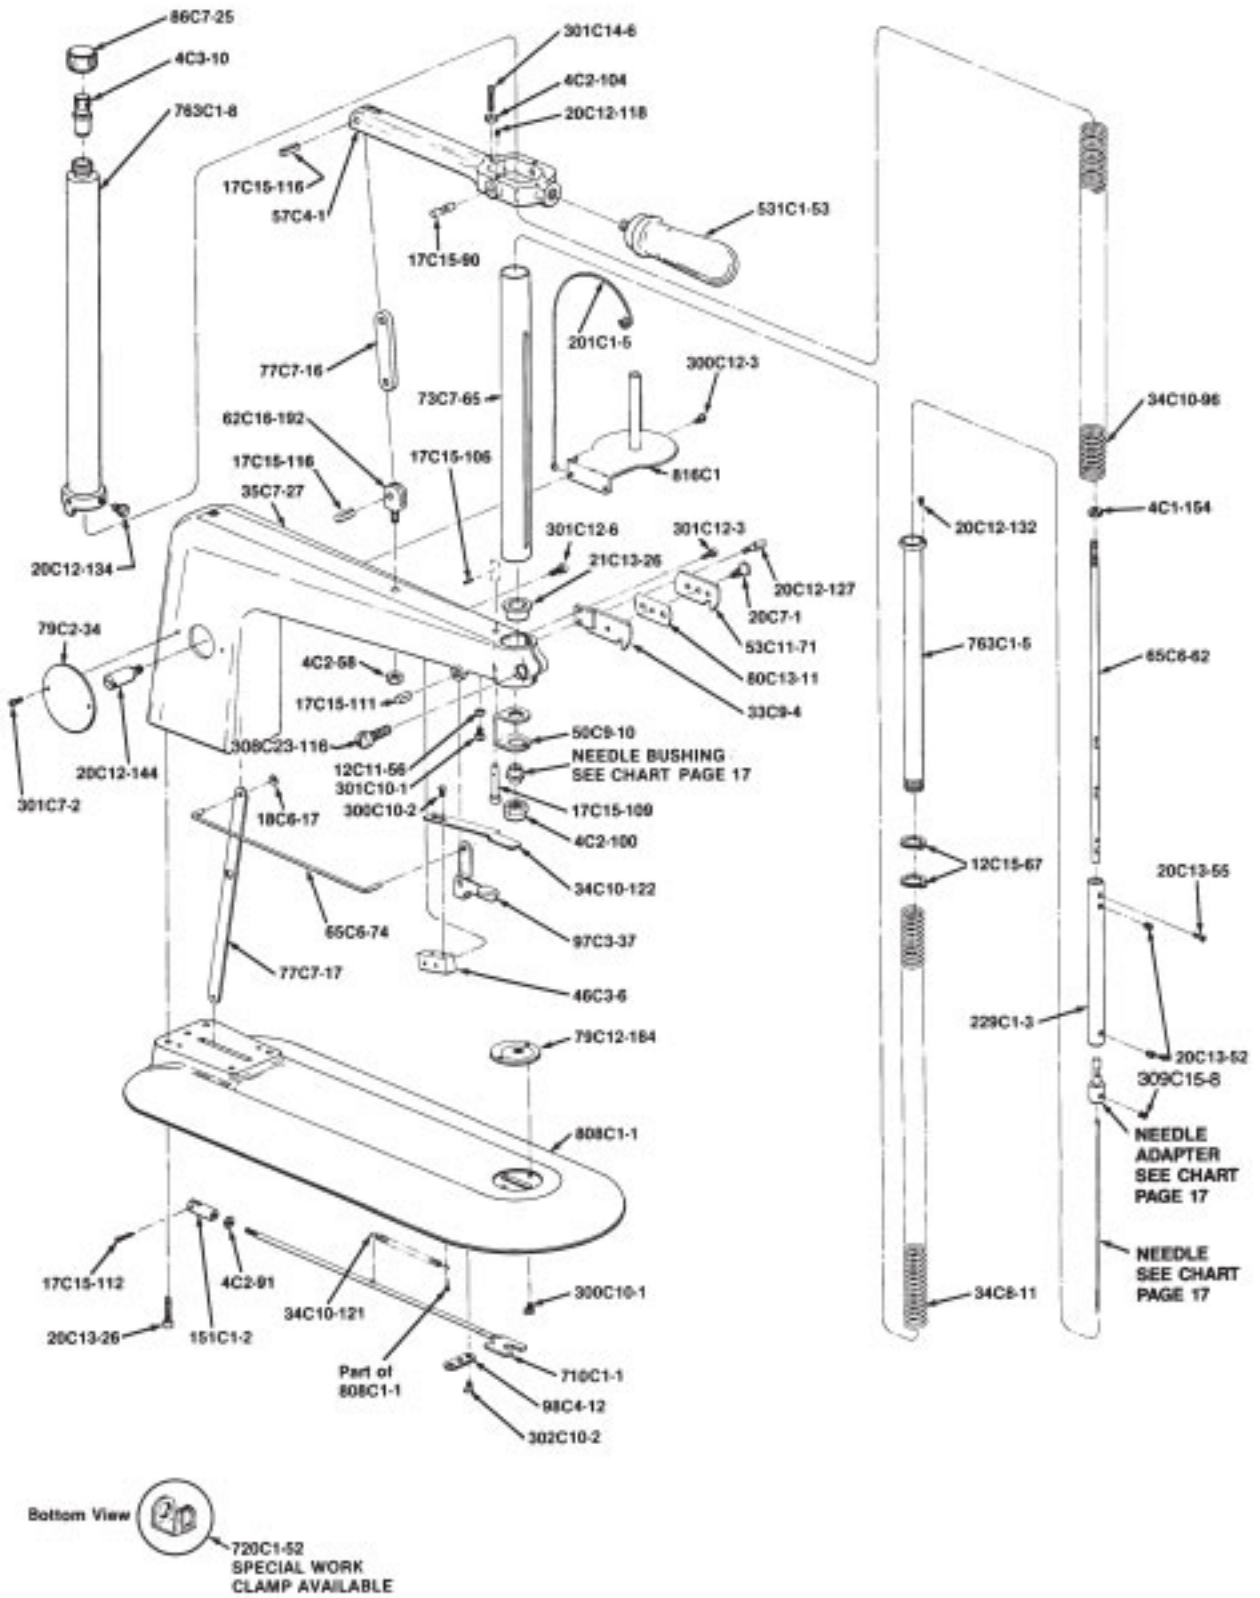 86C7-25
4C3-10
763C1-8
301C14-6
4C2-104
20C12-118
17C15-116
57C4-1
531C1-53
17C15-90
201C1-5
300C12-3
77C7-16
73C7-65
34C10-96
62C16-192
17C15-116
17C15-106
816C1
35C7-27
4C1-154
20C12-132
301C12-6
301C12-3
21C13-26
20C12-134
20C12-127
20C7-1
79C2-34
53C11-71
763C1-5
65C6-62
4C2-58
80C13-11
17C15-111
33C9-4
308C23-116
50C9-10
NEEDLE BUSHING
SEE CHART PAGE 17
20C12-144
12C11-56
301C10-1
301C7-2
18C6-17
300C10-2
17C15-109
4C2-100
12C15-67
20C13-55
34C10-122
65C6-74
97C3-37
77C7-17
46C3-6
229C1-3
79C12-184
20C13-52
309C15-8
808C1-1
NEEDLE
ADAPTER
SEE CHART
PAGE 17
17C15-112
4C2-91
34C10-121
300C10-1
34C8-11
NEEDLE
SEE CHART
PAGE 17
20C13-26
151C1-2
Part of
808C1-1
710C1-1
98C4-12
302C10-2
Bottom View
720C1-52
SPECIAL WORK
CLAMP AVAILABLE